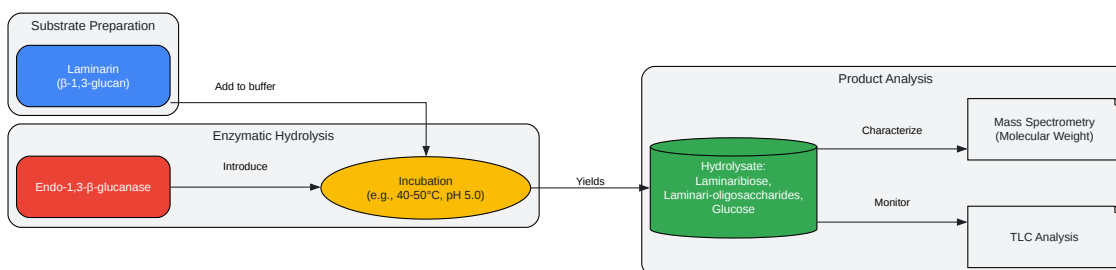 Substrate Preparation
Laminarin
(β-1,3-glucan)
Add to buffer
Enzymatic Hydrolysis
Endo-1,3-β-glucanase
Introduce
Incubation
(e.g., 40-50°C, pH 5.0)
Yields
Product Analysis
Hydrolysate:
Laminaribiose,
Laminari-oligosaccharides,
Glucose
Characterize
Mass Spectrometry
(Molecular Weight)
Monitor
TLC Analysis